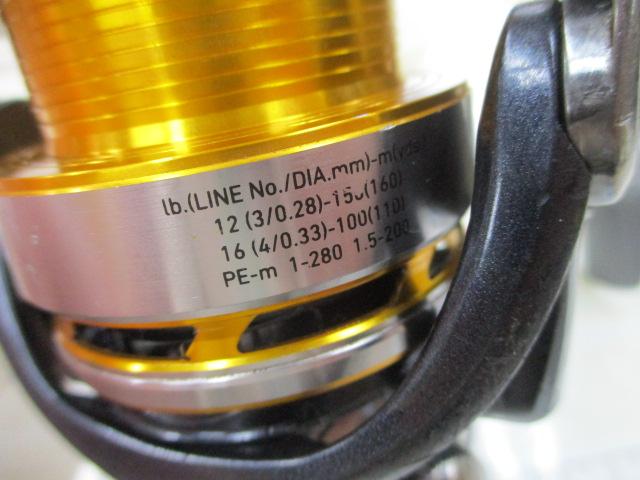 lb.(LINE No./DIA.mm)-m(yds)
12 (3/0.28)-150(160)
16 (4/0.33)-100(110)
PE-m 1-280 1.5-200